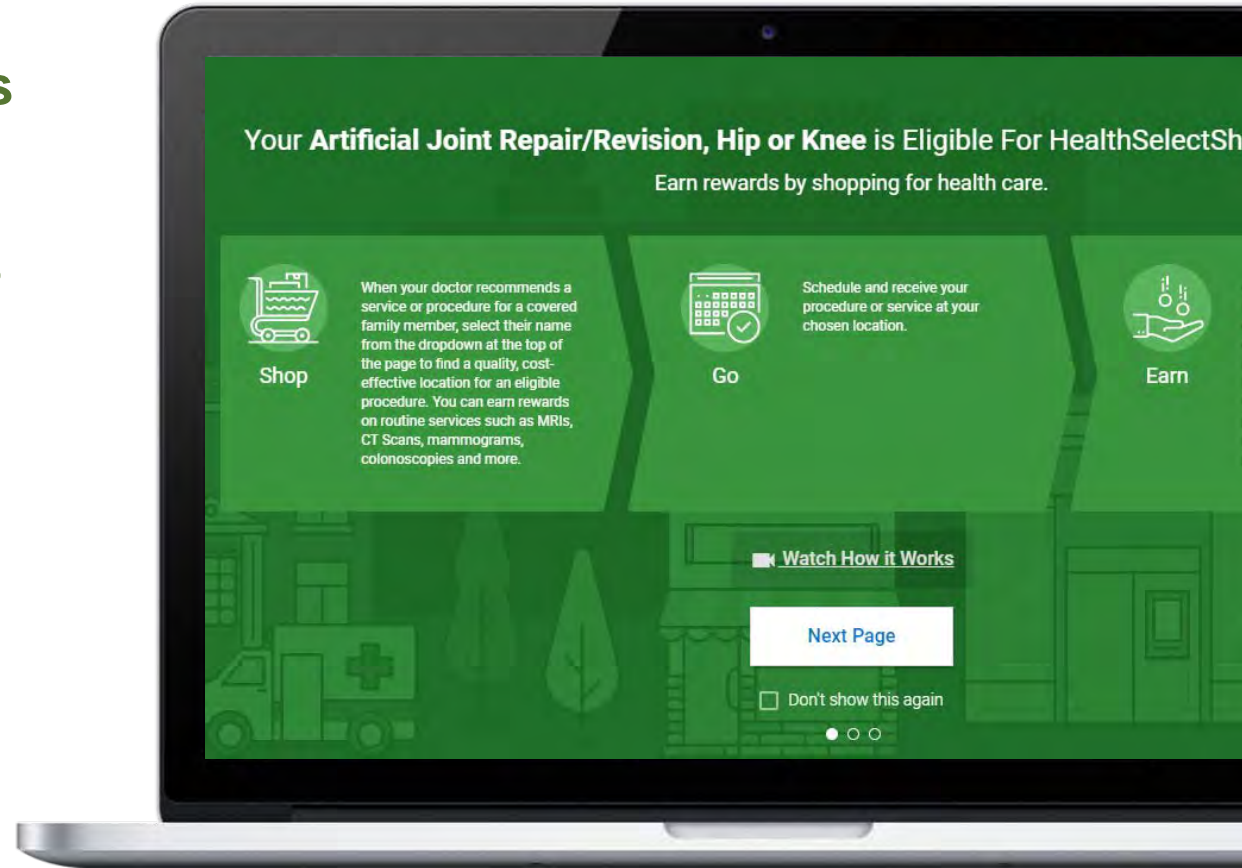 s
Your Artificial Joint Repair/Revision, Hip or Knee is Eligible For HealthSelectSh
Earn rewards by shopping for health care.
Shop
When your doctor recommends a
service or procedure for a covered
family member, select their name
from the dropdown at the top of
the page to find a quality, cost-
effective location for an eligible
procedure. You can earn rewards
on routine services such as MRIs,
CT Scans, mammograms,
colonoscopies and more.
Go
Schedule and receive your
procedure or service at your
chosen location.
Earn
Watch How it Works
Next Page
Don't show this again